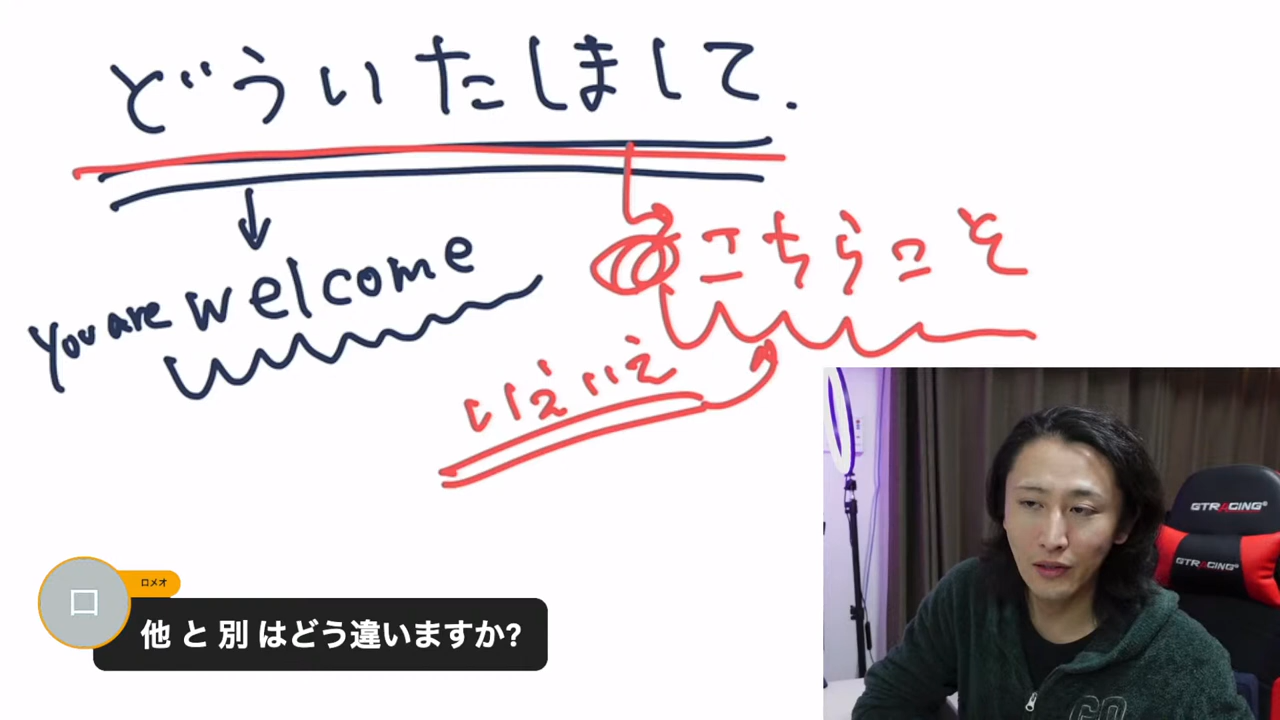 どういたしまして.
You are welcome
こちらこそ
いえいえ
GTRACING
GTRACING
ロメオ
ロ
他 と 別 はどう違いますか?